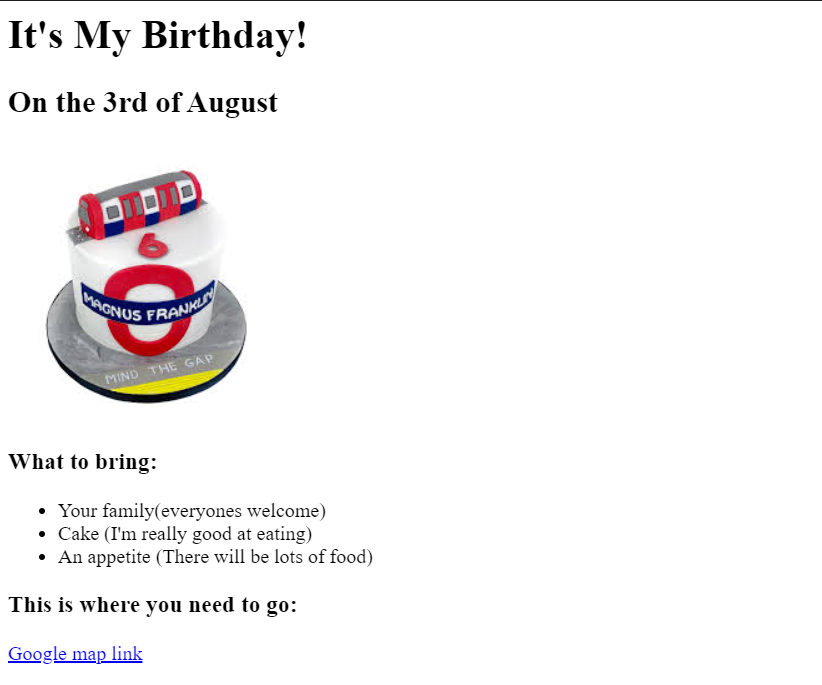 It's My Birthday!
On the 3rd of August
6
MAGNUS FRANKLIN
MIND THE GAP
What to bring:
Your family(everyones welcome)
Cake (I'm really good at eating)
An appetite (There will be lots of food)
This is where you need to go:
Google map link